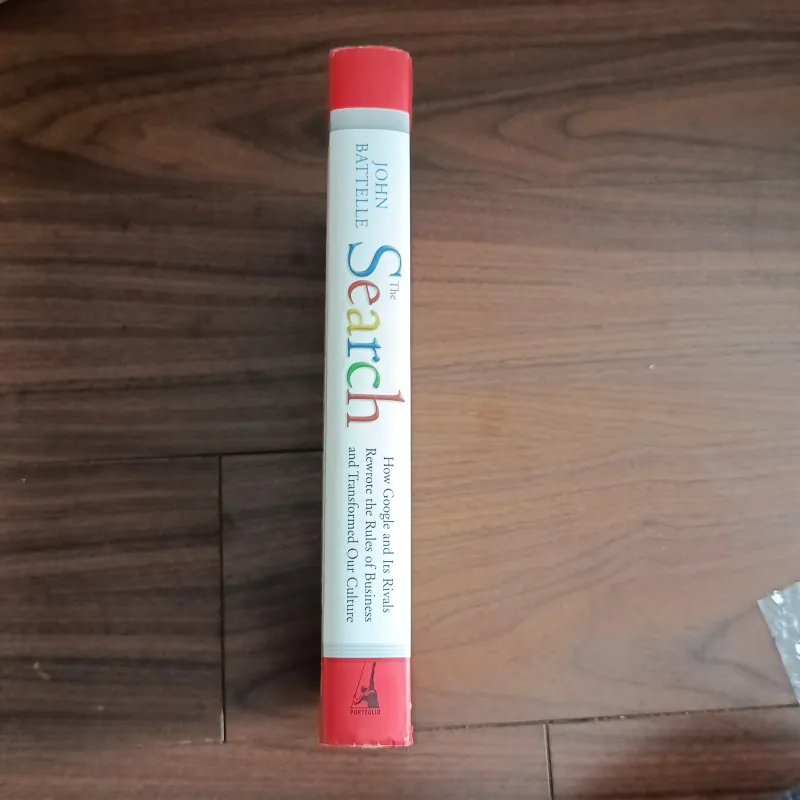 JOHN
BATTELLE
The
Search
How Google and Its Rivals
Rewrote the Rules of Business
and Transformed Our Culture
PORTFOLIO